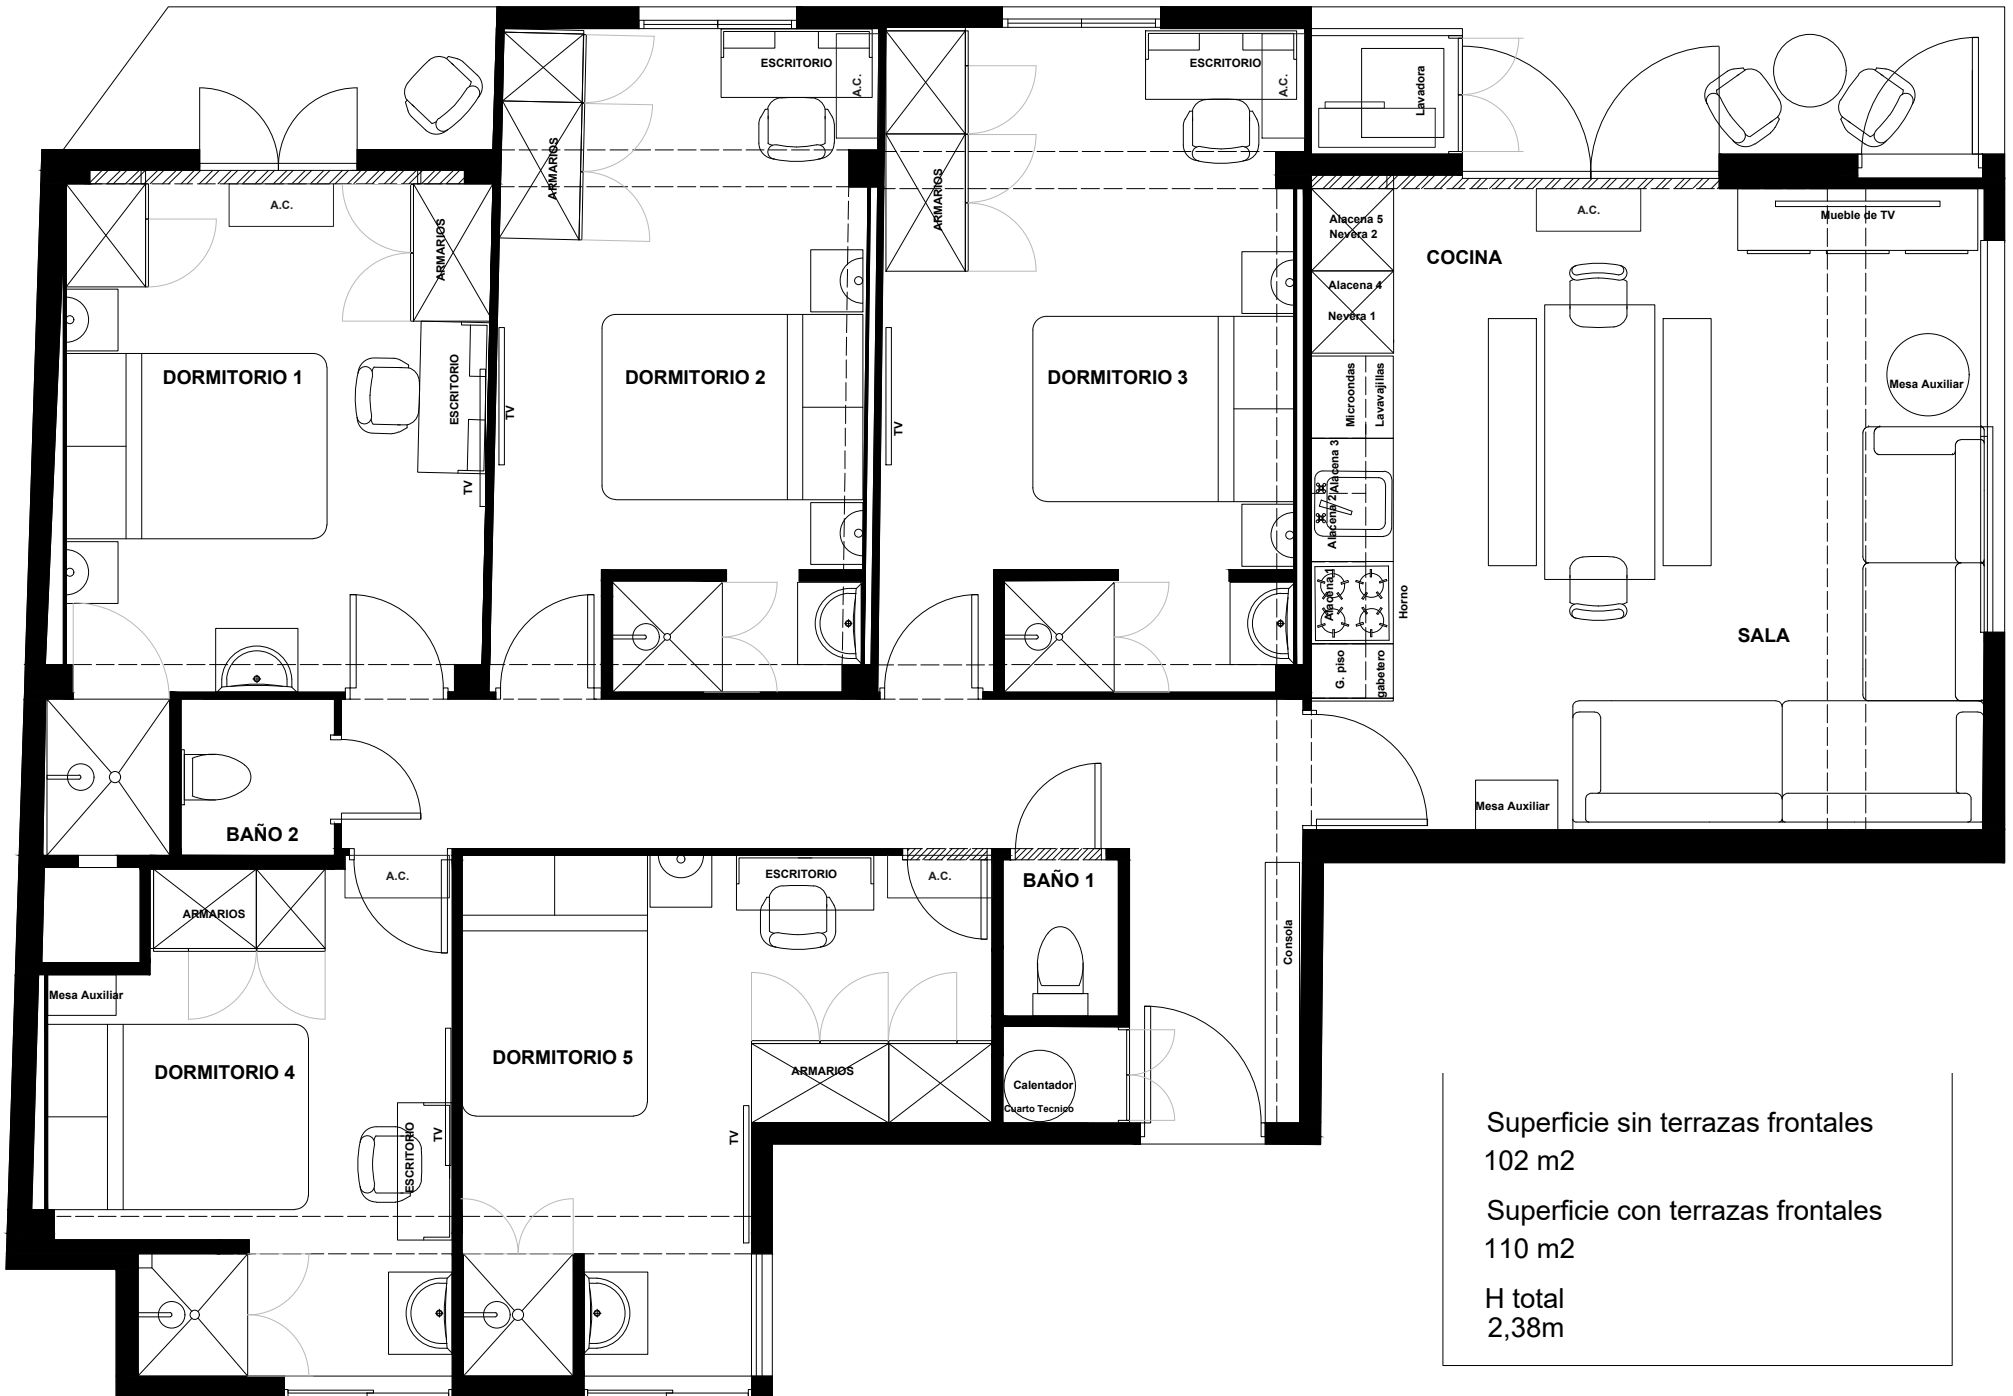 ESCRITORIO
A.C.
ARMARIOS
ESCRITORIO
A.C.
ARMARIOS
Lavadora
A.C.
ARMARIOS
Alacena 5
Nevera 2
A.C.
Mueble de TV
COCINA
Alacena 4
Nevera 1
DORMITORIO 1
ESCRITORIO
TV
TV
DORMITORIO 2
TV
DORMITORIO 3
Microondas
Lavavajillas
Mesa Auxiliar
Alacena 3
Alacena 2
Alacena 1
Horno
SALA
G. piso
gabetero
Mesa Auxiliar
BAÑO 2
A.C.
ARMARIOS
ESCRITORIO
A.C.
BAÑO 1
Consola
Mesa Auxiliar
DORMITORIO 4
DORMITORIO 5
ARMARIOS
Calentador
Cuarto Tecnico
TV
ESCRITORIO
TV
Superficie sin terrazas frontales
102 m2
Superficie con terrazas frontales
110 m2
H total
2,38m